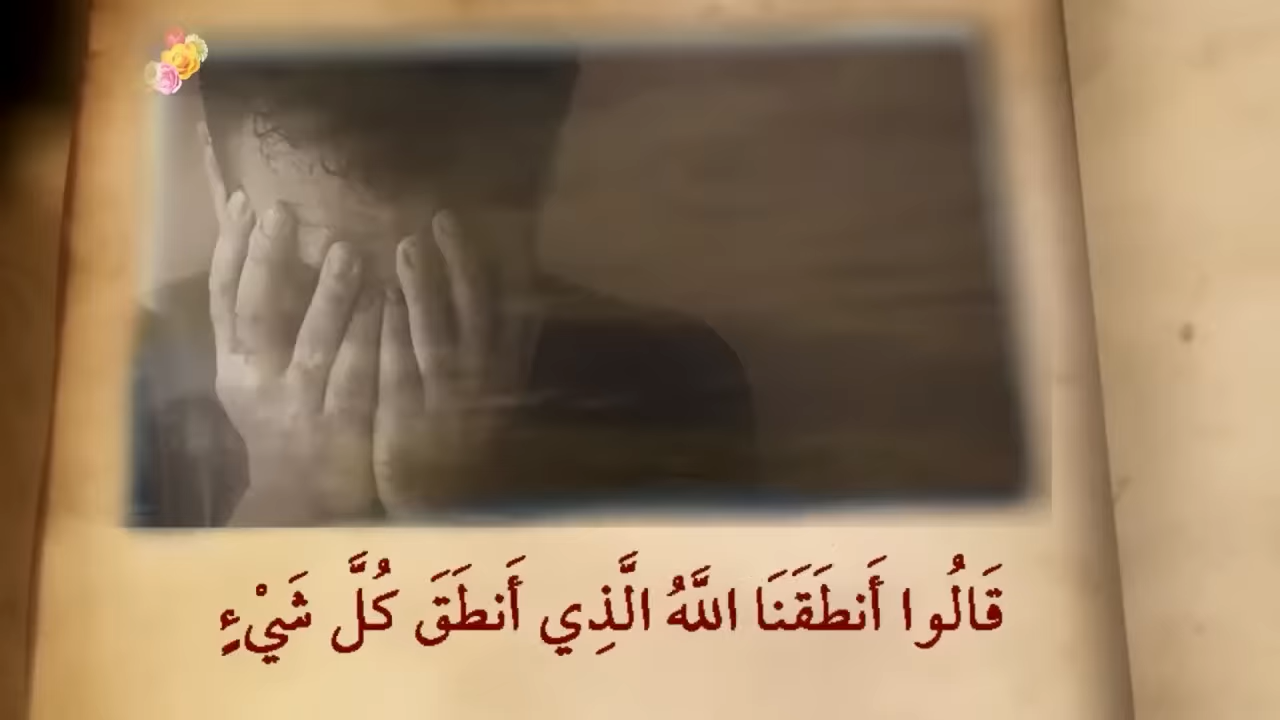 قَالُوا أَنطَقَنَا اللَّهُ الَّذِي أَنطَقَ كُلَّ شَيْءٍ